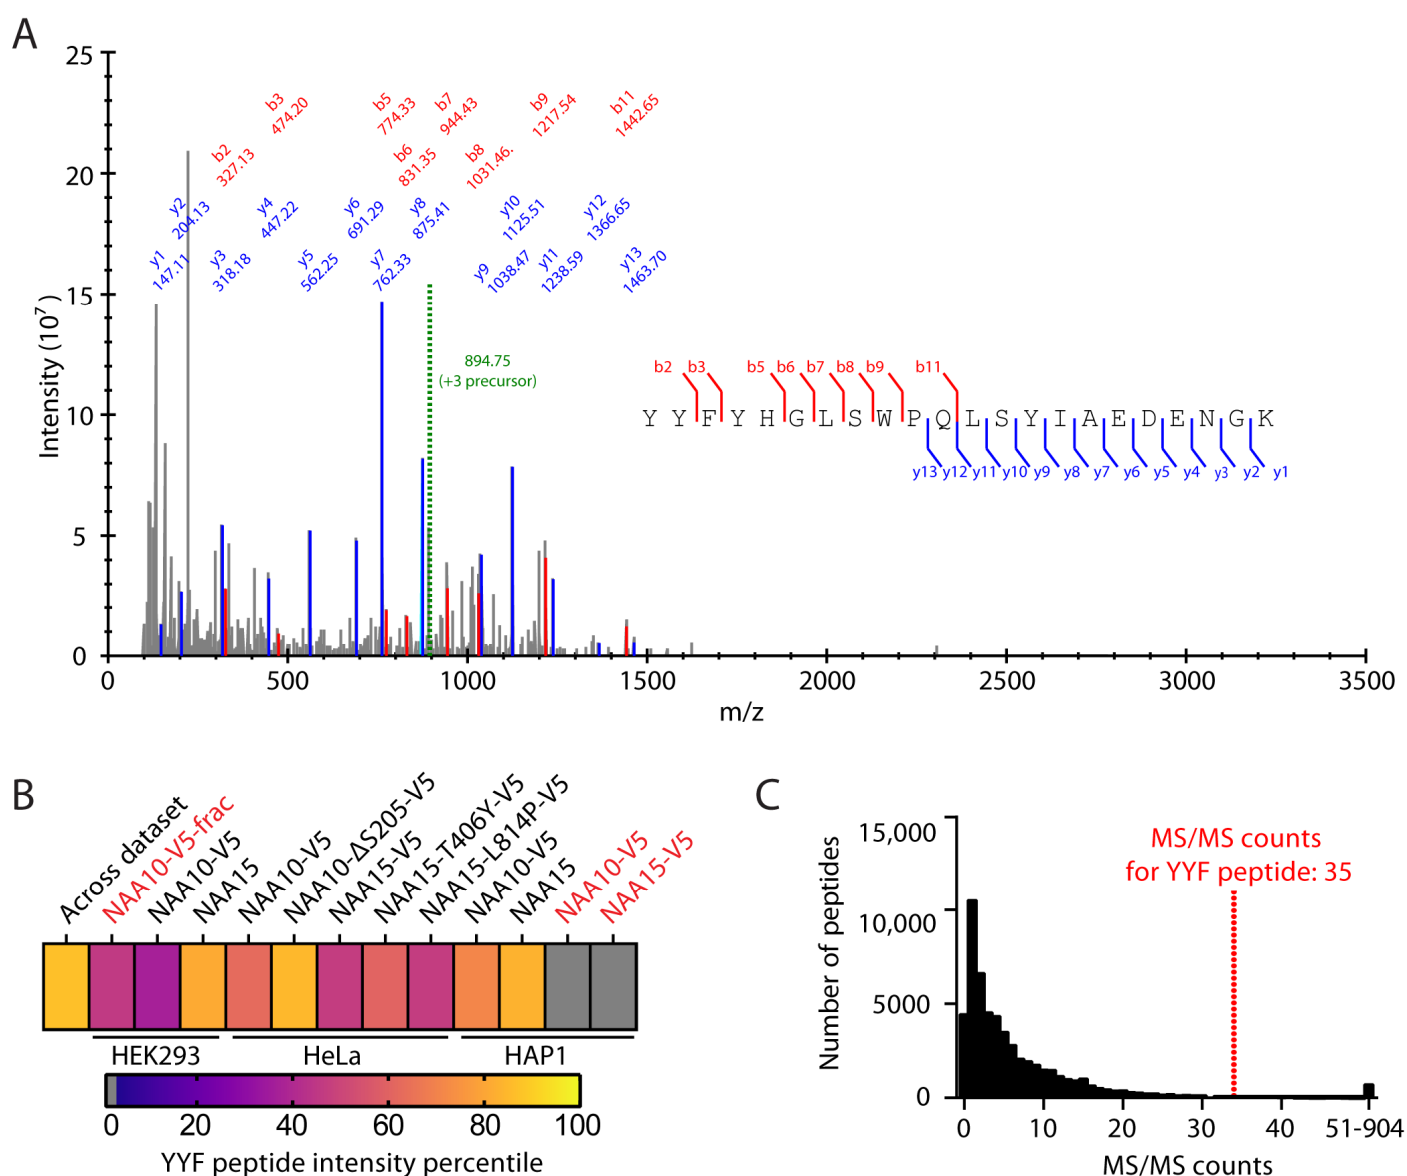 A
Intensity (10⁷)
25
20
15
10
5
0
b3
474.20
b5
774.33
b7
944.43
b9
1217.54
b11
1442.65
b2
327.13
b6
831.35
b8
1031.46.
y2
204.13
y4
447.22
y6
691.29
y8
875.41
y10
1125.51
y12
1366.65
y1
147.11
y3
318.18
y5
562.25
y7
762.33
y9
1038.47
y11
1238.59
y13
1463.70
894.75
(+3 precursor)
b2 b3 b5 b6 b7 b8 b9 b11
Y Y F Y H G L S W P Q L S Y I A E D E N G K
y13 y12 y11 y10 y9 y8 y7 y6 y5 y4 y3 y2 y1
0 500 1000 1500 2000 2500 3000 3500
m/z
B
Across dataset
NAA10-V5-frac
NAA10-V5
NAA15
NAA10-V5
NAA10-ΔS205-V5
NAA15-V5
NAA15-T406Y-V5
NAA15-L814P-V5
NAA10-V5
NAA15
NAA10-V5
NAA15-V5
HEK293 HeLa HAP1
0 20 40 60 80 100
YYF peptide intensity percentile
C
Number of peptides
15,000
10,000
5000
0
MS/MS counts
for YYF peptide: 35
0 10 20 30 40 51-904
MS/MS counts